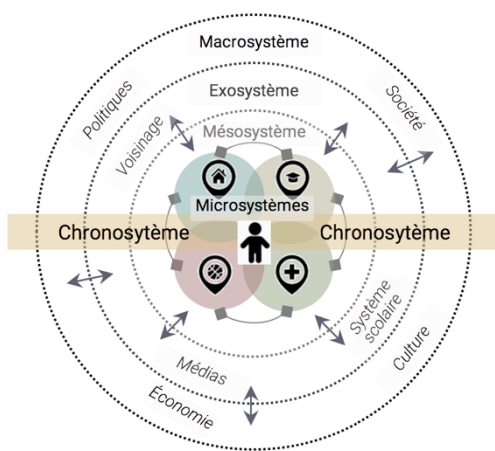 Macrosystème
Exosystème
Politiques
Société
Voisinage
Mésosystème
Microsystèmes
Chronosytème
Chronosytème
Système
scolaire
Médias
Culture
Économie